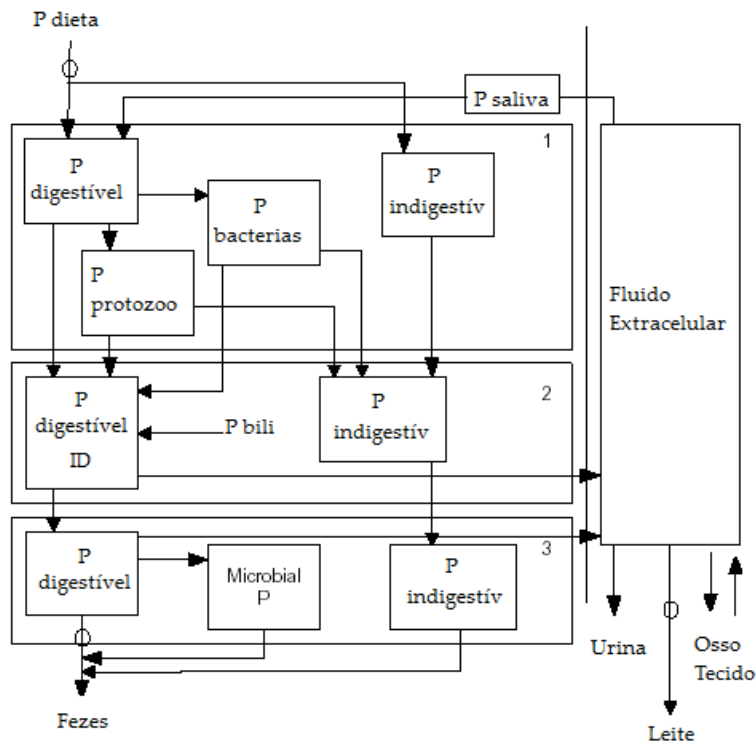 P dieta
P saliva
1
P
digestível
P
bacterias
P
indigestív
P
protozoo
Fluido
Extracelular
2
P
digestível
ID
P bili
P
indigestív
3
P
digestível
Microbial
P
P
indigestív
Urina
Osso
Tecido
Fezes
Leite